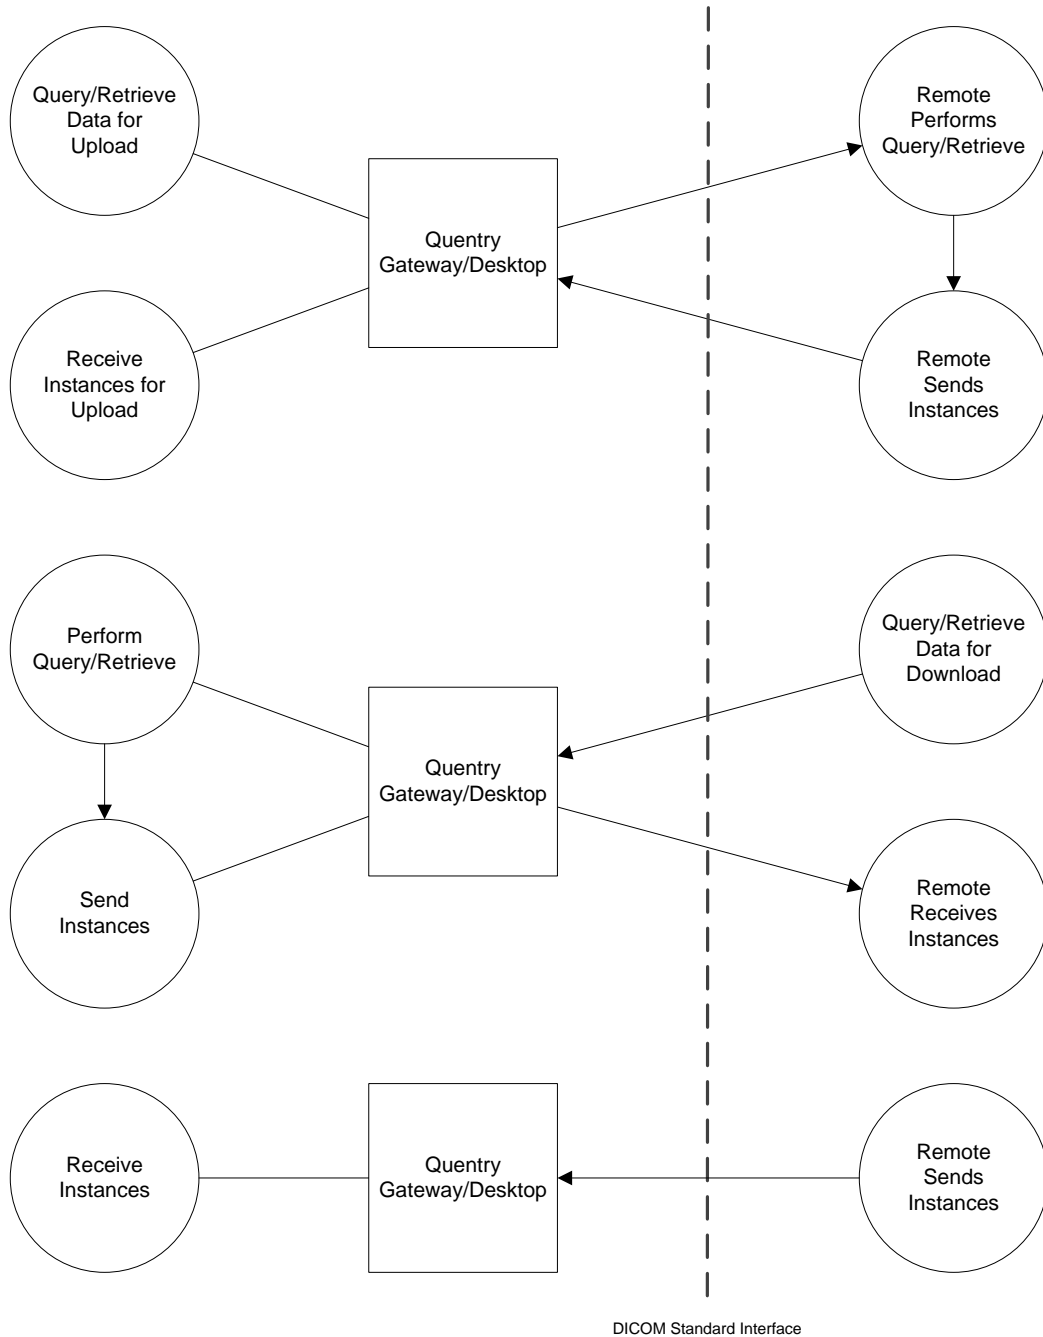 Query/Retrieve
Data for
Upload
Remote
Performs
Query/Retrieve
Quentry
Gateway/Desktop
Receive
Instances for
Upload
Remote
Sends
Instances
Perform
Query/Retrieve
Query/Retrieve
Data for
Download
Quentry
Gateway/Desktop
Send
Instances
Remote
Receives
Instances
Receive
Instances
Quentry
Gateway/Desktop
Remote
Sends
Instances
DICOM Standard Interface